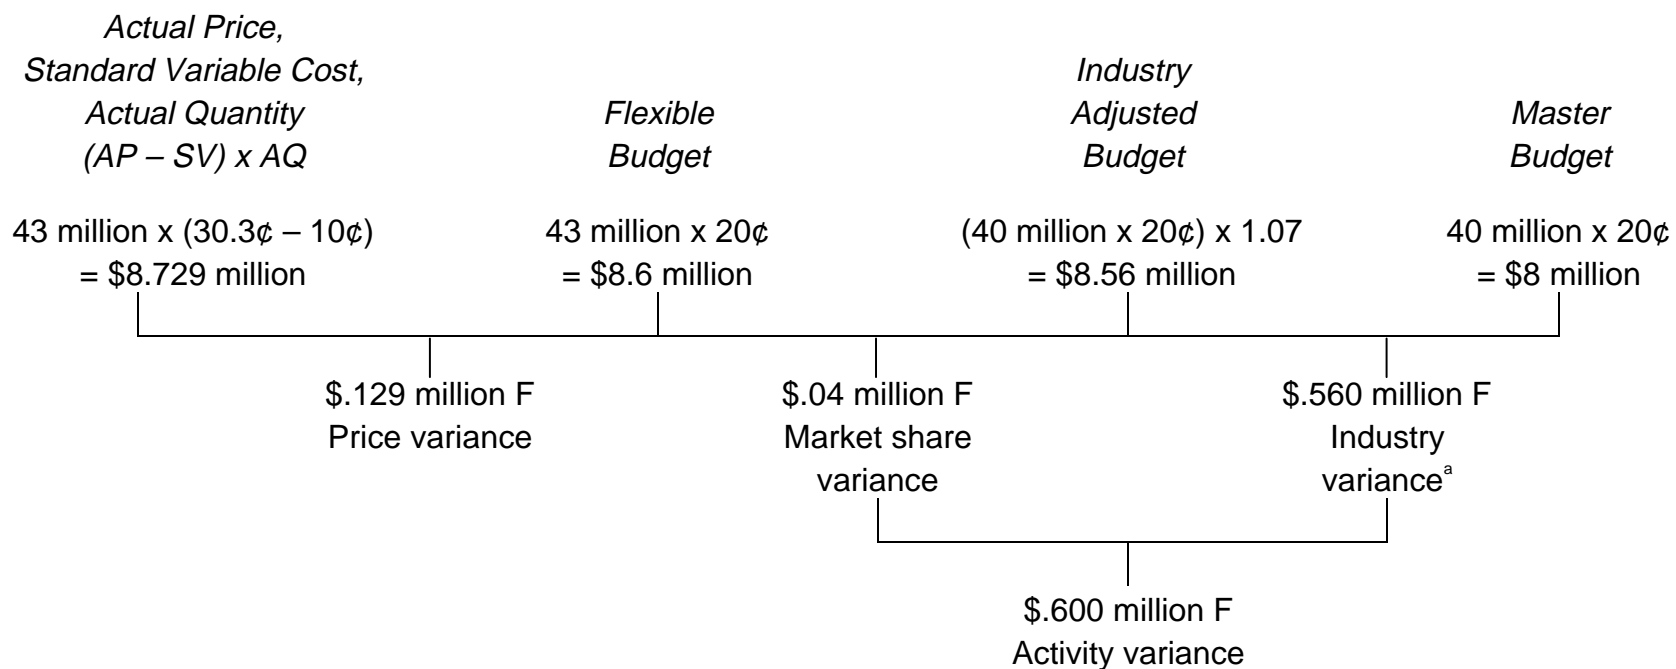 Actual Price,
Standard Variable Cost,
Actual Quantity
(AP – SV) x AQ
Flexible
Budget
Industry
Adjusted
Budget
Master
Budget
43 million x (30.3¢ – 10¢)
= $8.729 million
43 million x 20¢
= $8.6 million
(40 million x 20¢) x 1.07
= $8.56 million
40 million x 20¢
= $8 million
$.129 million F
Price variance
$.04 million F
Market share
variance
$.560 million F
Industry
varianceᵃ
$.600 million F
Activity variance